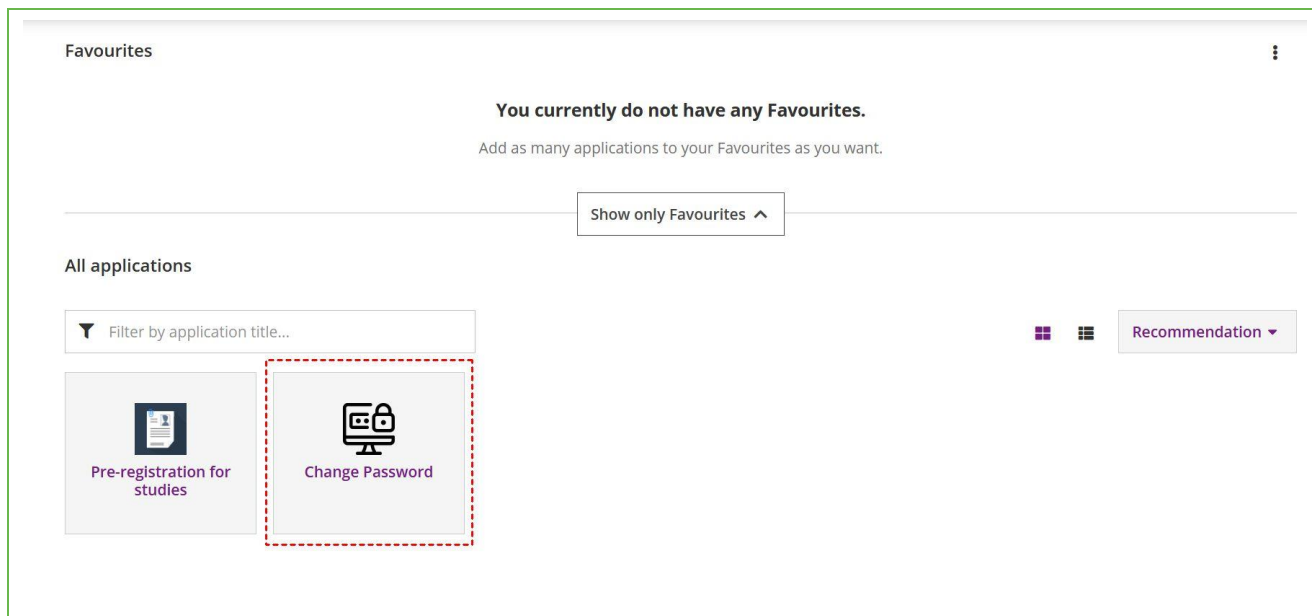 Favourites
You currently do not have any Favourites.
Add as many applications to your Favourites as you want.
Show only Favourites
All applications
Filter by application title...
Recommendation
Pre-registration for
studies
Change Password